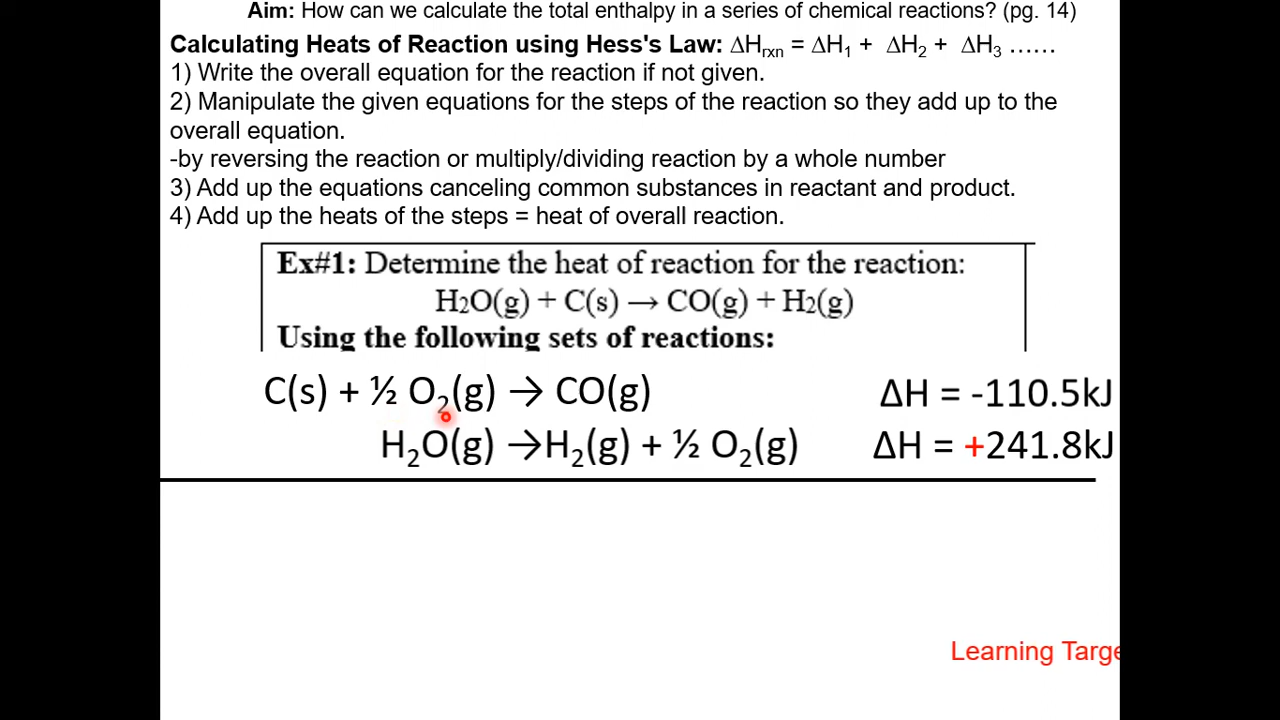 Aim: How can we calculate the total enthalpy in a series of chemical reactions? (pg. 14)
Calculating Heats of Reaction using Hess's Law: ΔHrxn = ΔH1 + ΔH2 + ΔH3 ......
1) Write the overall equation for the reaction if not given.
2) Manipulate the given equations for the steps of the reaction so they add up to the
overall equation.
-by reversing the reaction or multiply/dividing reaction by a whole number
3) Add up the equations canceling common substances in reactant and product.
4) Add up the heats of the steps = heat of overall reaction.
Ex#1: Determine the heat of reaction for the reaction:
H2O(g) + C(s) → CO(g) + H2(g)
Using the following sets of reactions:
C(s) + ½ O2(g) → CO(g) ΔH = -110.5kJ
H2O(g) →H2(g) + ½ O2(g) ΔH = +241.8kJ
Learning Targe